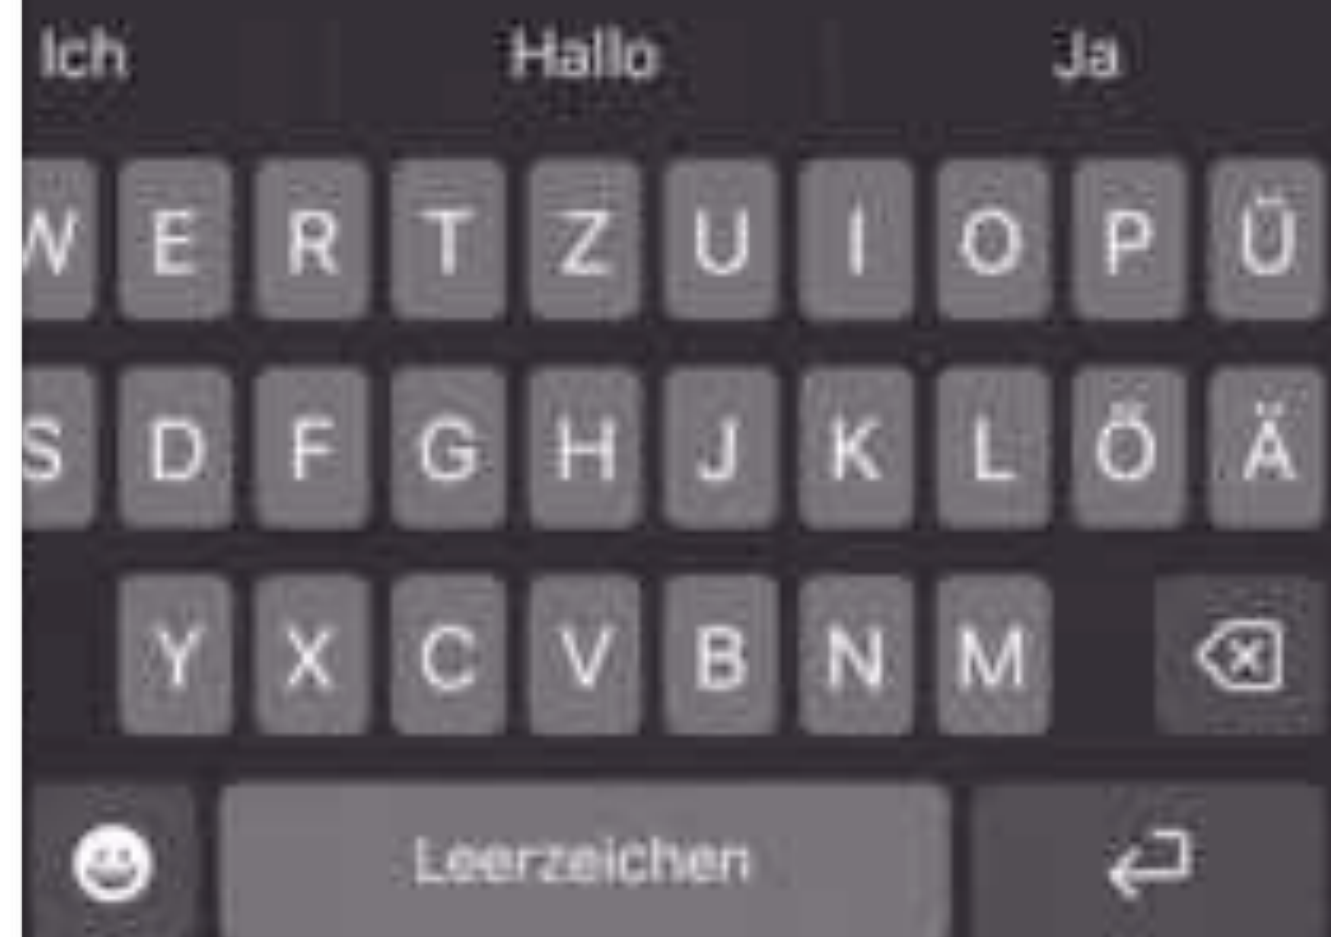 Ich Hallo Ja
W E R T Z U I O P Ü
S D F G H J K L Ö Ä
Y X C V B N M
Leerzeichen